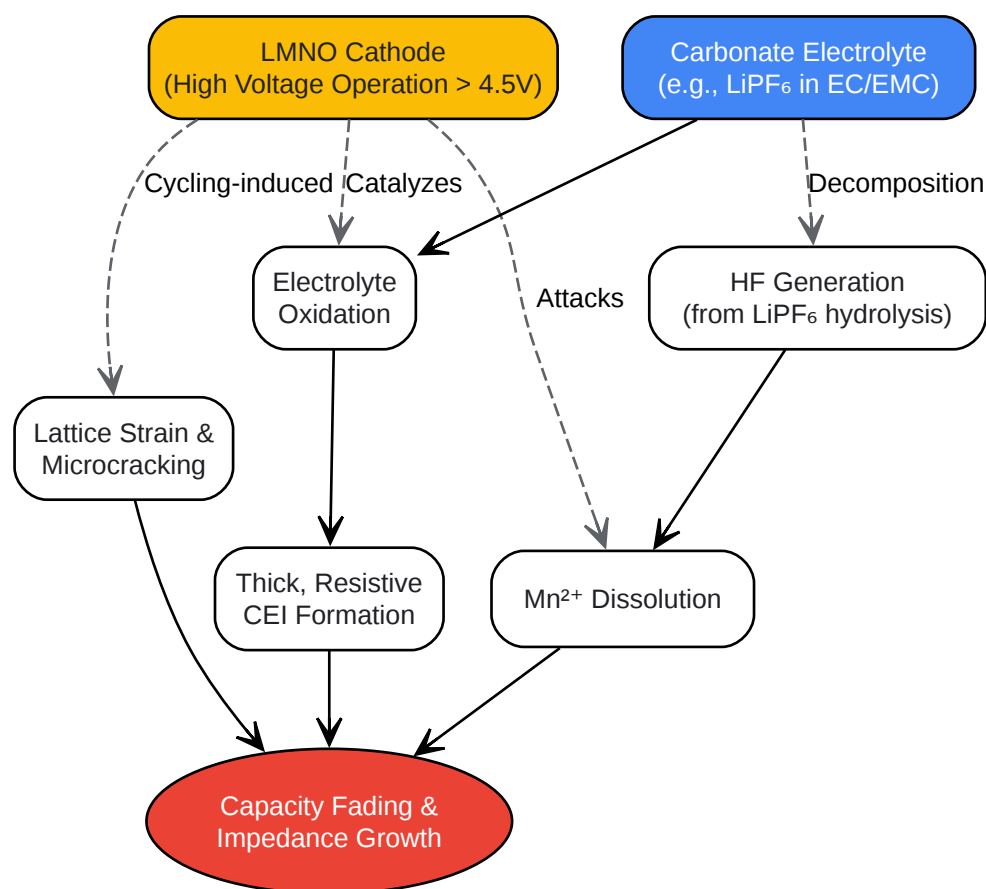 LMNO Cathode
(High Voltage Operation > 4.5V)
Carbonate Electrolyte
(e.g., LiPF₆ in EC/EMC)
Cycling-induced
Catalyzes
Decomposition
Electrolyte
Oxidation
Attacks
HF Generation
(from LiPF₆ hydrolysis)
Lattice Strain &
Microcracking
Thick, Resistive
CEI Formation
Mn²⁺ Dissolution
Capacity Fading &
Impedance Growth